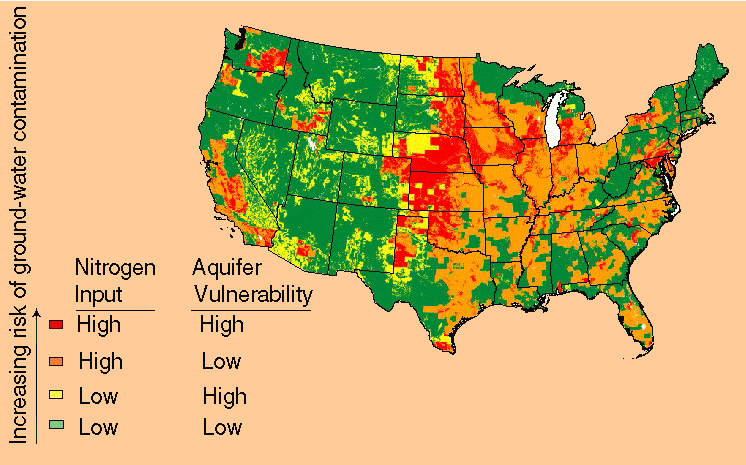 Increasing risk of ground-water contamination
Nitrogen Input
Aquifer Vulnerability
High High
High Low
Low High
Low Low